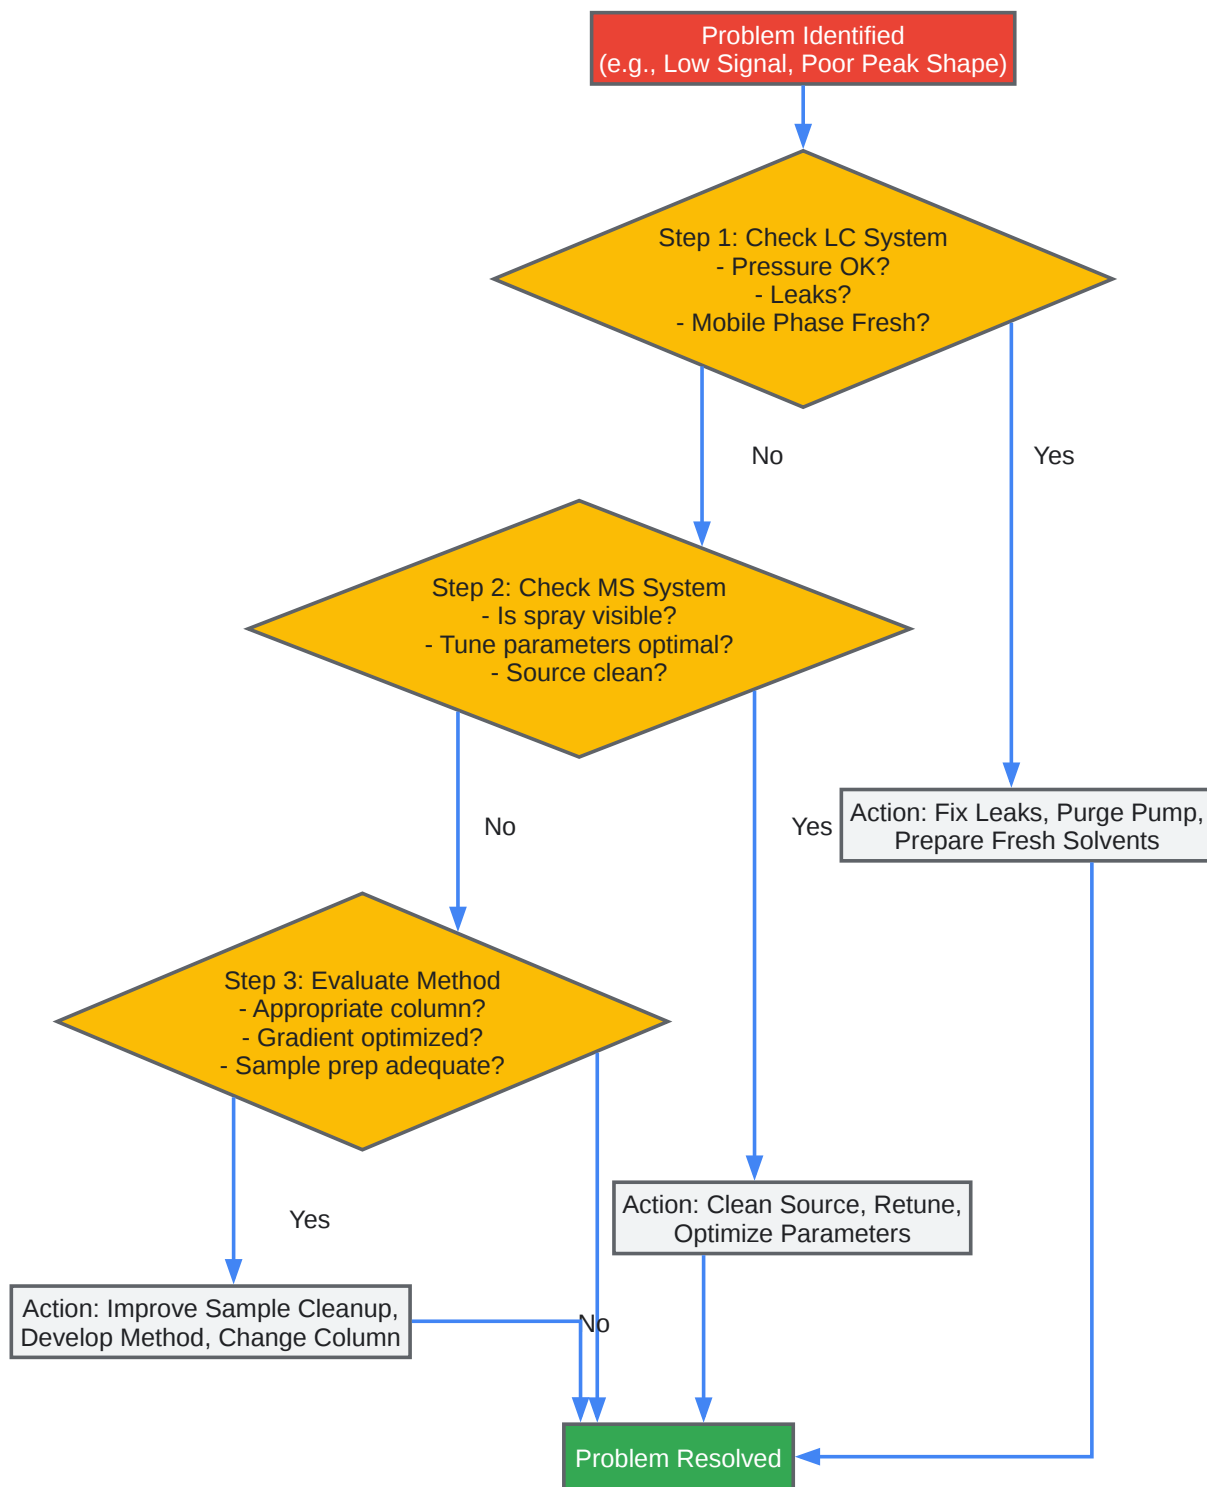 Problem Identified
(e.g., Low Signal, Poor Peak Shape)
Step 1: Check LC System
- Pressure OK?
- Leaks?
- Mobile Phase Fresh?
No
Yes
Step 2: Check MS System
- Is spray visible?
- Tune parameters optimal?
- Source clean?
No
Yes
Action: Fix Leaks, Purge Pump,
Prepare Fresh Solvents
Step 3: Evaluate Method
- Appropriate column?
- Gradient optimized?
- Sample prep adequate?
Yes
Action: Clean Source, Retune,
Optimize Parameters
Action: Improve Sample Cleanup,
Develop Method, Change Column
No
Problem Resolved